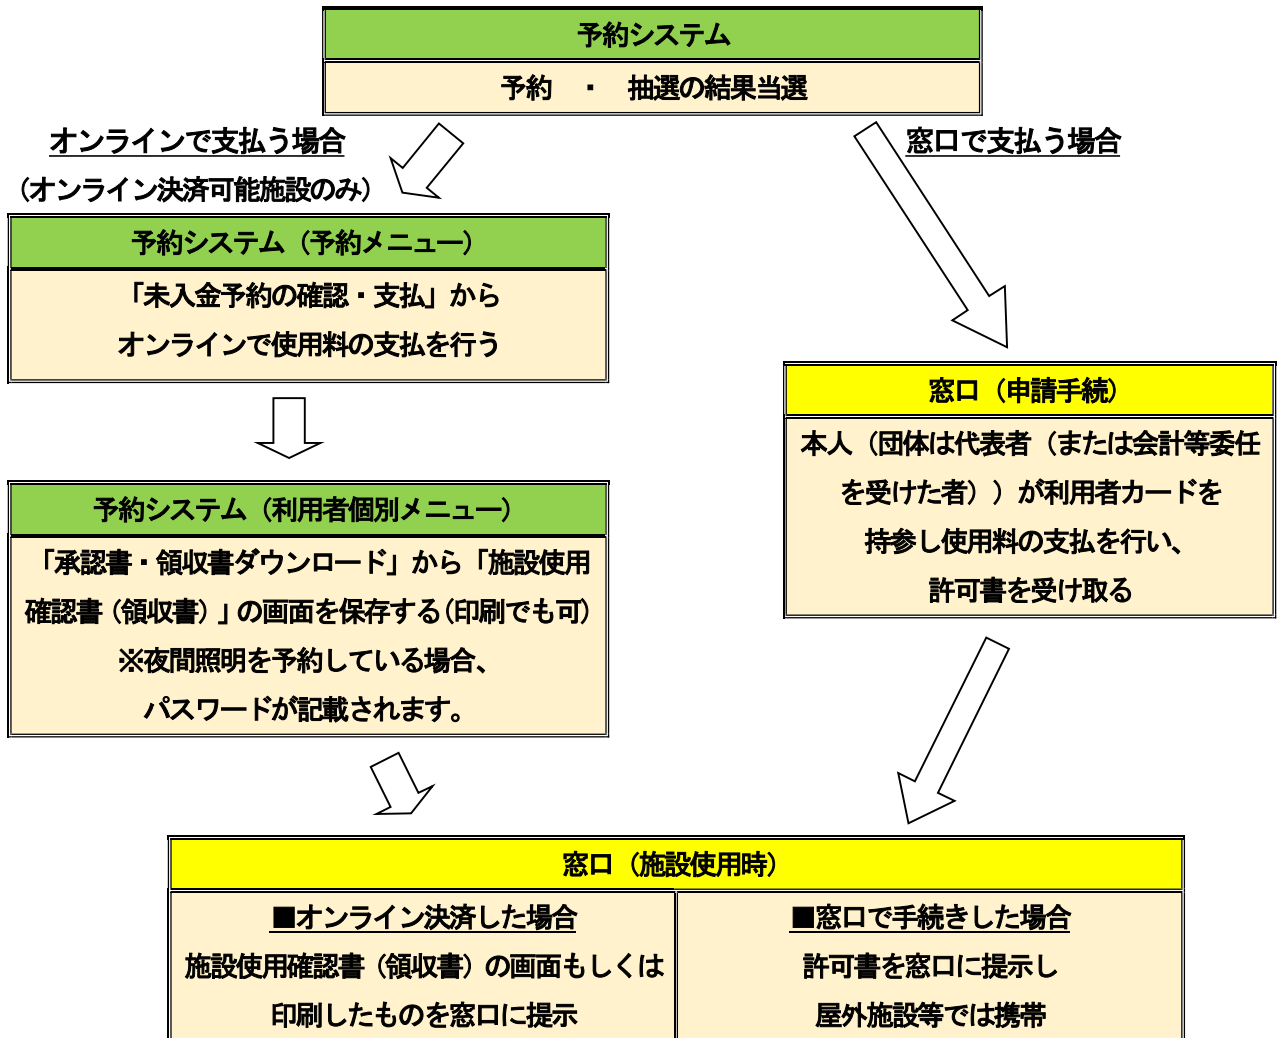 予約システム
予約　・　抽選の結果当選
オンラインで支払う場合
（オンライン決済可能施設のみ）
窓口で支払う場合
予約システム（予約メニュー）
「未入金予約の確認・支払」から
オンラインで使用料の支払を行う
窓口（申請手続）
本人（団体は代表者（または会計等委任
を受けた者））が利用者カードを
持参し使用料の支払を行い、
許可書を受け取る
予約システム（利用者個別メニュー）
「承認書・領収書ダウンロード」から「施設使用
確認書（領収書）」の画面を保存する（印刷でも可）
※夜間照明を予約している場合、
パスワードが記載されます。
窓口（施設使用時）
■オンライン決済した場合
施設使用確認書（領収書）の画面もしくは
印刷したものを窓口に提示
■窓口で手続きした場合
許可書を窓口に提示し
屋外施設等では携帯